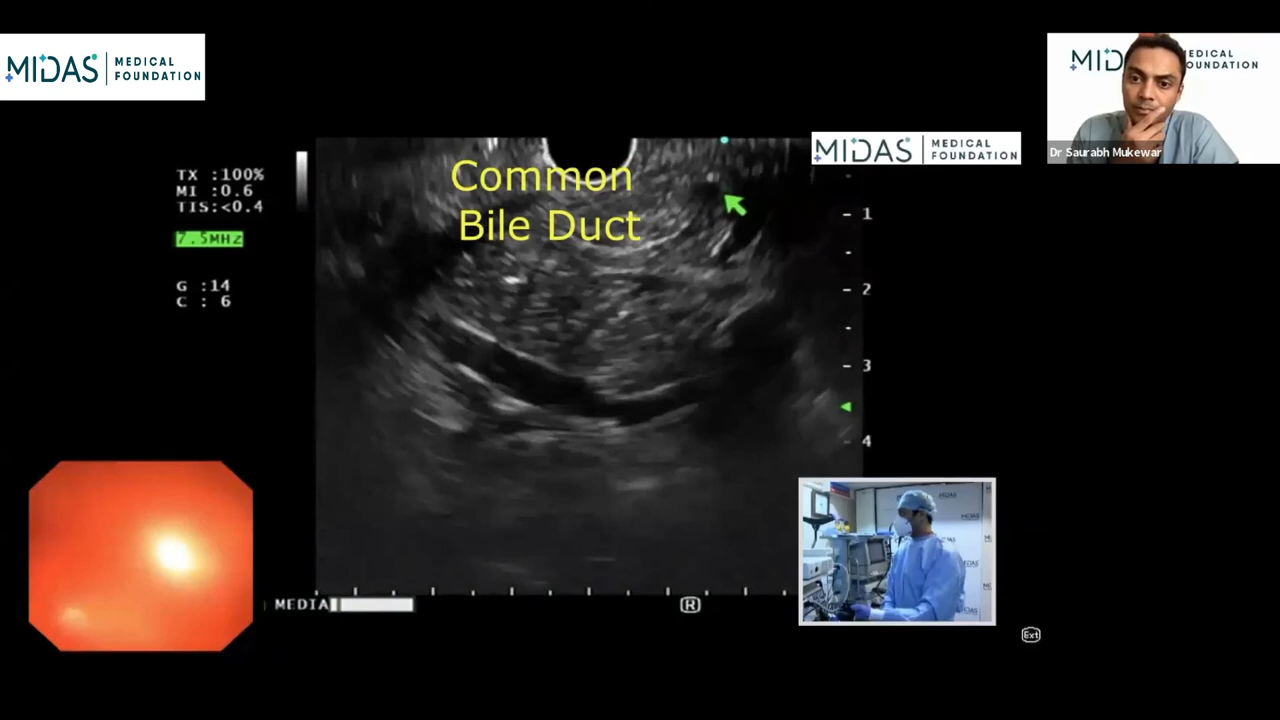 MIDAS MEDICAL FOUNDATION
MEDICAL FOUNDATION
Dr Saurabh Mukewar
MIDAS MEDICAL FOUNDATION
TX :100%
MI :0.6
TIS:<0.4
7.5MHz
G :14
C : 6
Common
Bile Duct
1
2
3
4
MEDIA
R
Ext